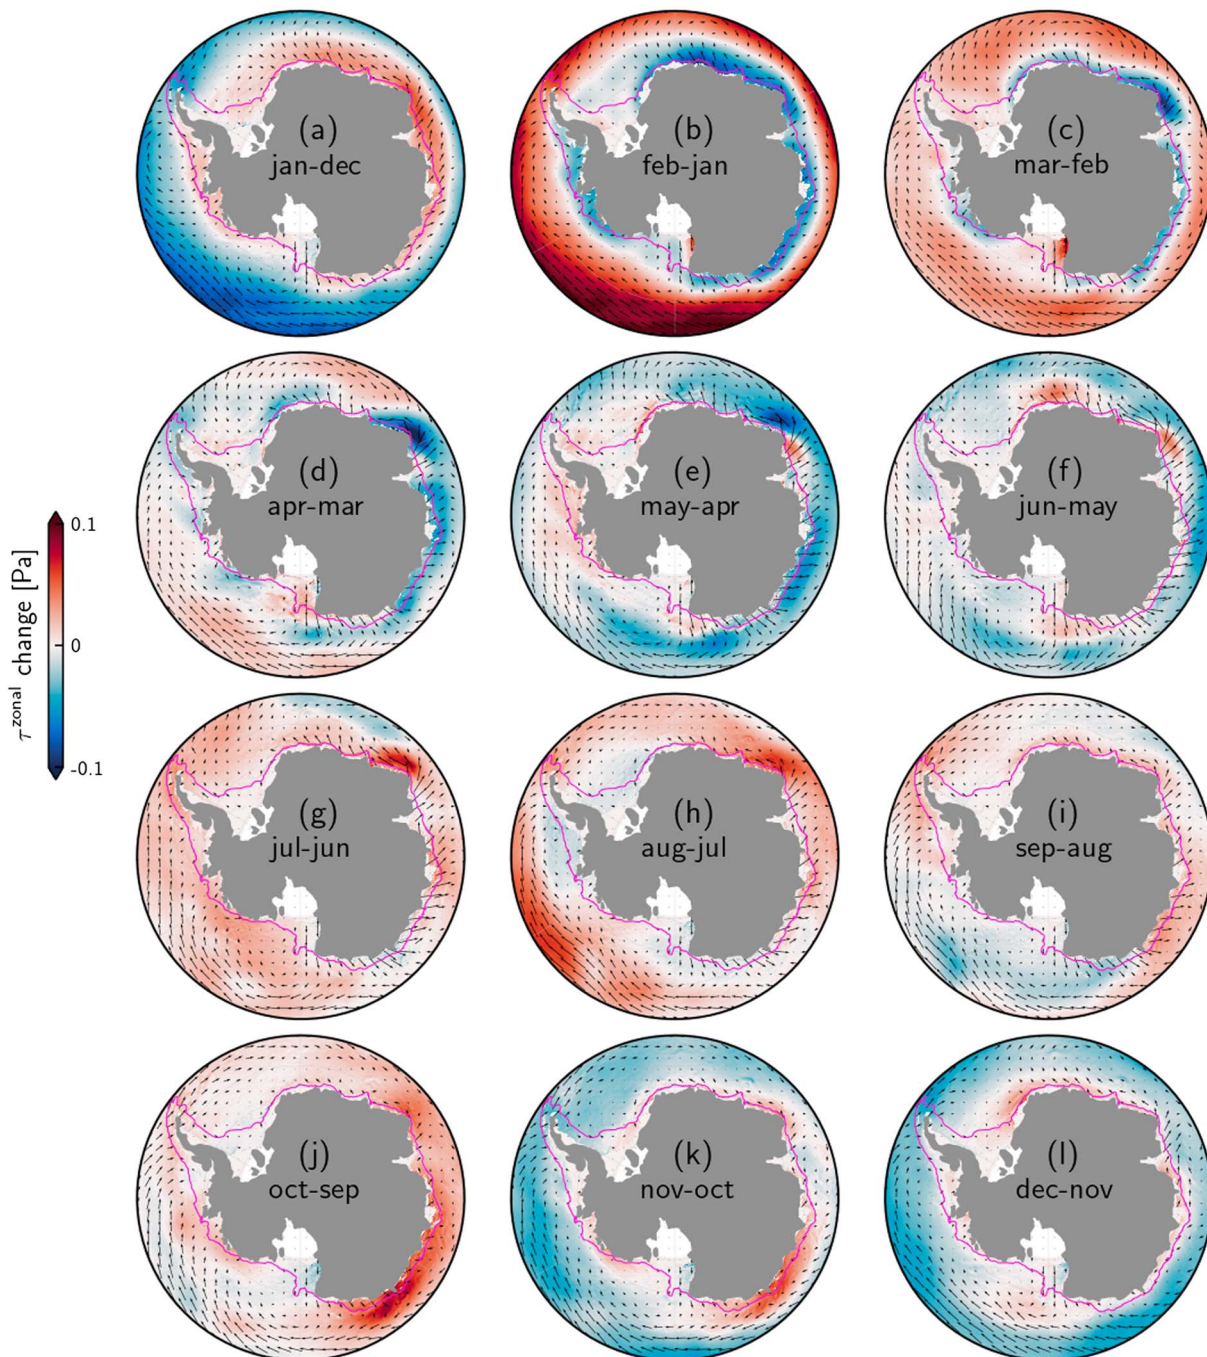 (a)
jan-dec
(b)
feb-jan
(c)
mar-feb
(d)
apr-mar
(e)
may-apr
(f)
jun-may
0.1
0
-0.1
τ^zonal change [Pa]
(g)
jul-jun
(h)
aug-jul
(i)
sep-aug
(j)
oct-sep
(k)
nov-oct
(l)
dec-nov